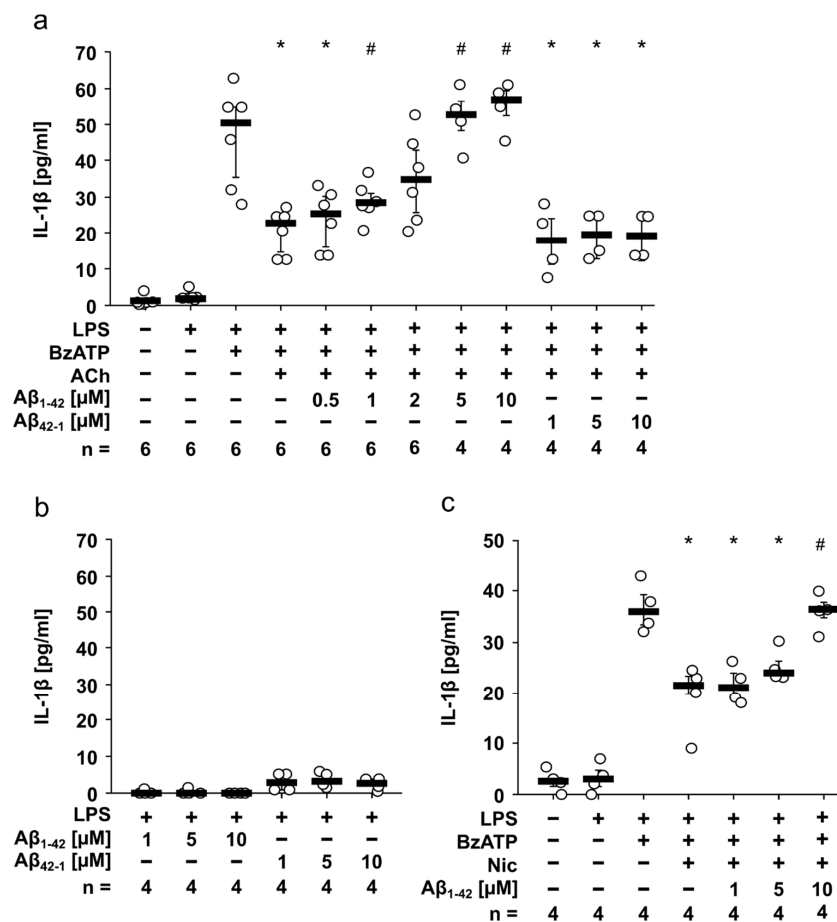 a
* * # # # * * *
70
60
50
40
30
20
10
0
IL-1β [pg/ml]
LPS – + + + + + + + + + + +
BzATP – – + + + + + + + + + +
ACh – – – + + + + + + + + +
Aβ1-42 [µM] – – – – 0.5 1 2 5 10 – – –
Aβ42-1 [µM] – – – – – – – – – 1 5 10
n = 6 6 6 6 6 6 6 4 4 4 4 4
b
70
60
50
40
30
20
10
0
IL-1β [pg/ml]
LPS + + + + + +
Aβ1-42 [µM] 1 5 10 – – –
Aβ42-1 [µM] – – – 1 5 10
n = 4 4 4 4 4 4
c
* * * #
50
40
30
20
10
0
IL-1β [pg/ml]
LPS – + + + + + +
BzATP – – + + + + +
Nic – – – + + + +
Aβ1-42 [µM] – – – – 1 5 10
n = 4 4 4 4 4 4 4